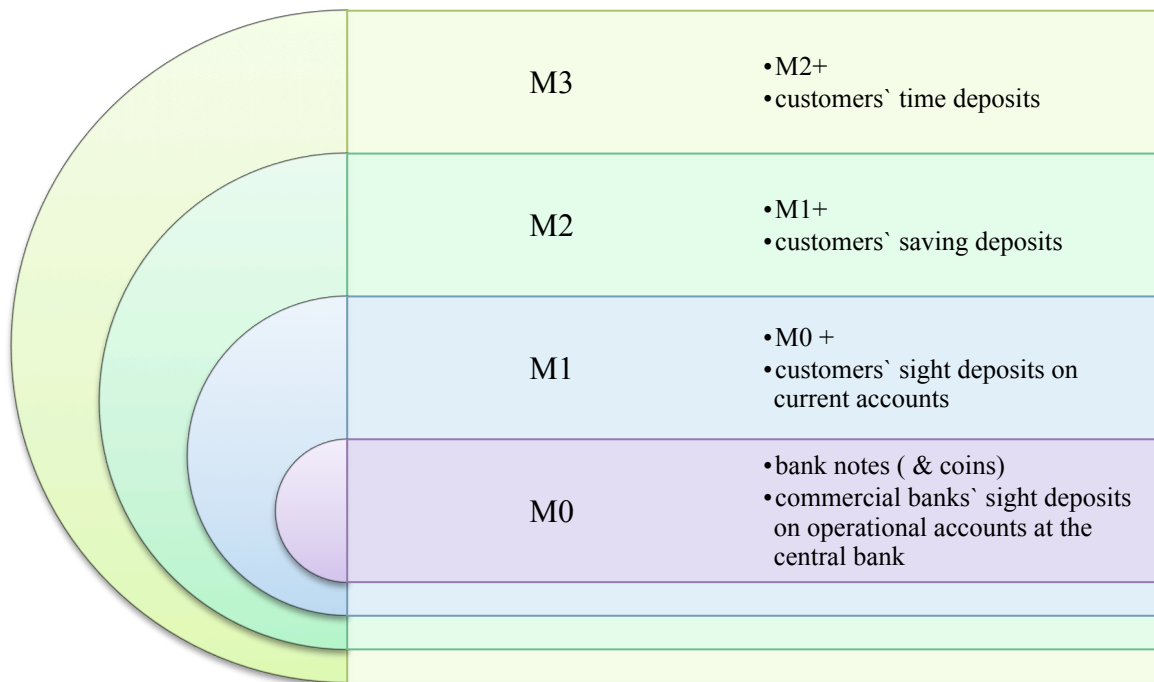 M3
•M2+
•customers` time deposits
M2
•M1+
•customers` saving deposits
M1
•M0 +
•customers` sight deposits on
current accounts
M0
•bank notes ( & coins)
•commercial banks` sight deposits
on operational accounts at the
central bank